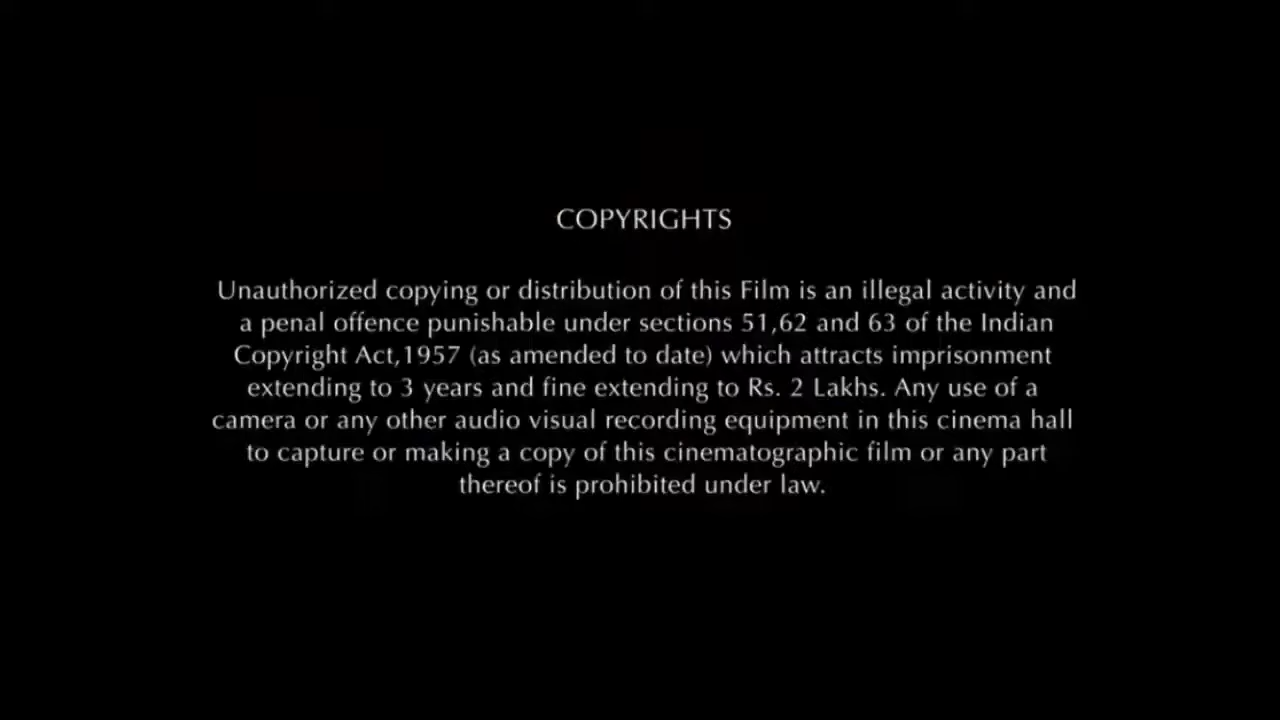 COPYRIGHTS
Unauthorized copying or distribution of this Film is an illegal activity and
a penal offence punishable under sections 51,62 and 63 of the Indian
Copyright Act,1957 (as amended to date) which attracts imprisonment
extending to 3 years and fine extending to Rs. 2 Lakhs. Any use of a
camera or any other audio visual recording equipment in this cinema hall
to capture or making a copy of this cinematographic film or any part
thereof is prohibited under law.